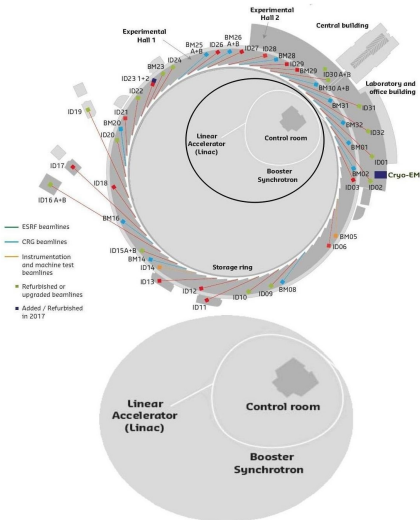 Experimental
Hall 2
Central building
Experimental
Hall 1
BM25
A+B
ID26
BM26
A+B
ID27
ID28
BM28
ID29
BM29
ID30 A+B
BM30 A+B
Laboratory and
office building
BM31
ID31
BM32
ID32
BM01
ID01
BM02
Cryo-EM
ID03
ID02
BM05
ID06
ID24
BM23
ID23 1+2
ID22
ID21
BM20
ID20
ID19
ID17
ID16 A+B
ID18
BM16
ID15A+B
BM14
ID14
ID13
ID12
ID11
ID10
ID09
BM08
Linear
Accelerator
(Linac)
Control room
Booster
Synchrotron
Storage ring
ESRF beamlines
CRG beamlines
Instrumentation
and machine test
beamlines
Refurbished or
upgraded beamlines
Added / Refurbished
in 2017
Linear
Accelerator
(Linac)
Control room
Booster
Synchrotron